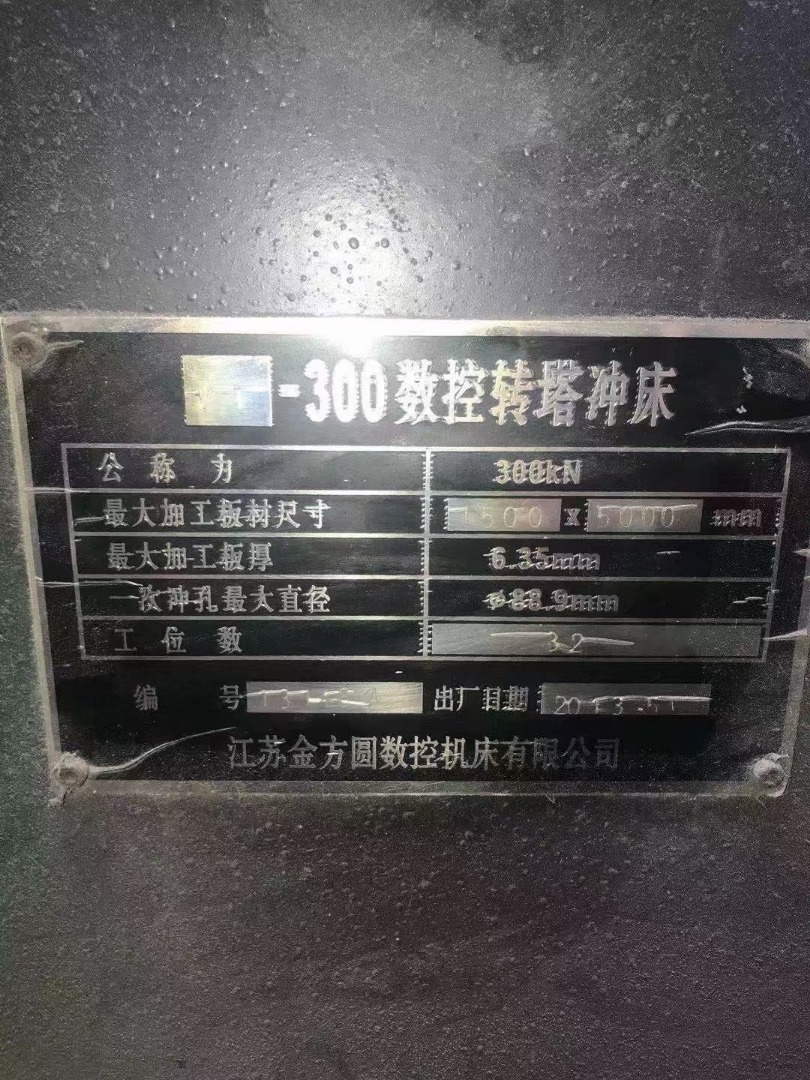 -300数控转塔冲床
公称力 300kN
最大加工板材尺寸 1500 x 5000 mm
最大加工板厚 6.35mm
一次冲孔最大直径 φ88.9mm
工位数 32
编号 出厂日期
江苏金方圆数控机床有限公司